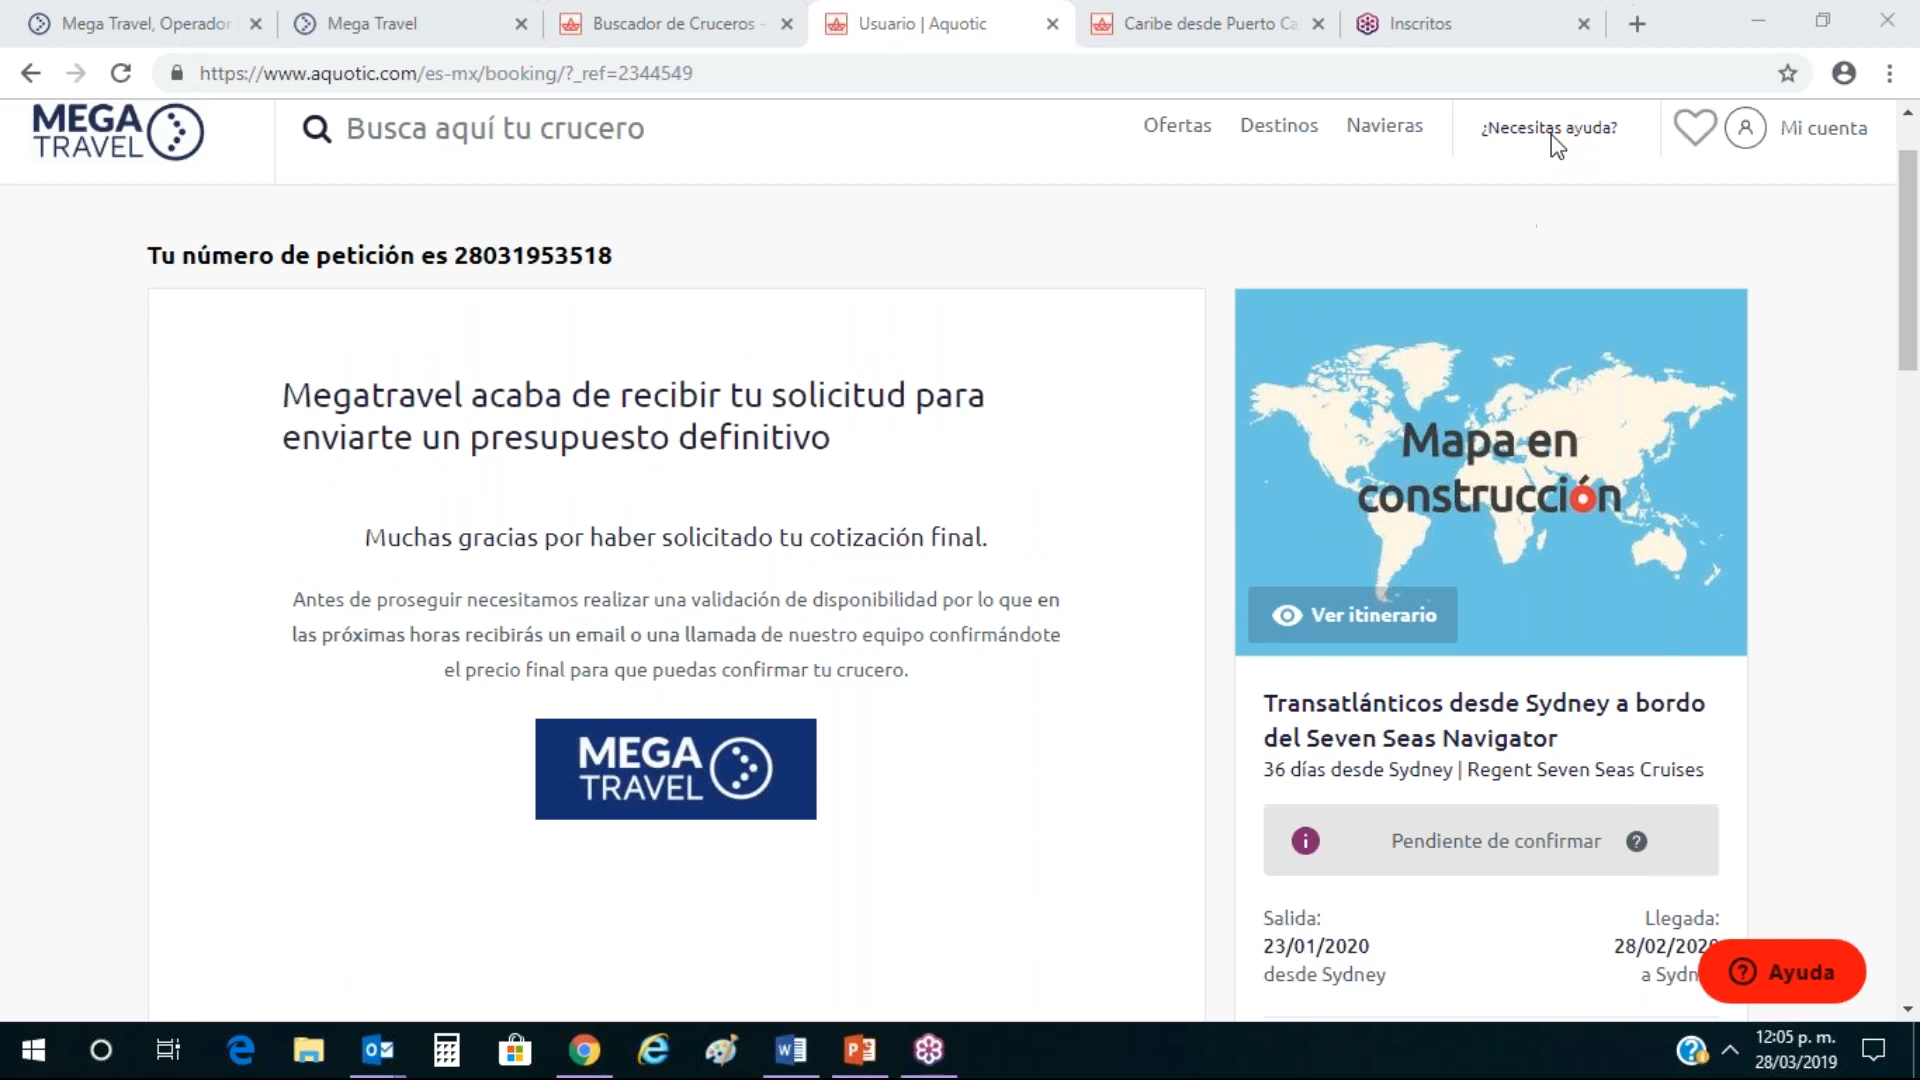 Mega Travel, Operador
Mega Travel
Buscador de Cruceros -
Usuario | Aquotic
Caribe desde Puerto Ca
Inscritos
https://www.aquotic.com/es-mx/booking/?_ref=2344549
MEGA
TRAVEL
Busca aquí tu crucero
Ofertas
Destinos
Navieras
¿Necesitas ayuda?
Mi cuenta
Tu número de petición es 28031953518
Megatravel acaba de recibir tu solicitud para
enviarte un presupuesto definitivo
Muchas gracias por haber solicitado tu cotización final.
Antes de proseguir necesitamos realizar una validación de disponibilidad por lo que en
las próximas horas recibirás un email o una llamada de nuestro equipo confirmándote
el precio final para que puedas confirmar tu crucero.
MEGA
TRAVEL
Mapa en
construcción
Ver itinerario
Transatlánticos desde Sydney a bordo
del Seven Seas Navigator
36 días desde Sydney | Regent Seven Seas Cruises
Pendiente de confirmar
Salida:
Llegada:
23/01/2020
28/02/2020
desde Sydney
a Sydn
Ayuda
12:05 p. m.
28/03/2019